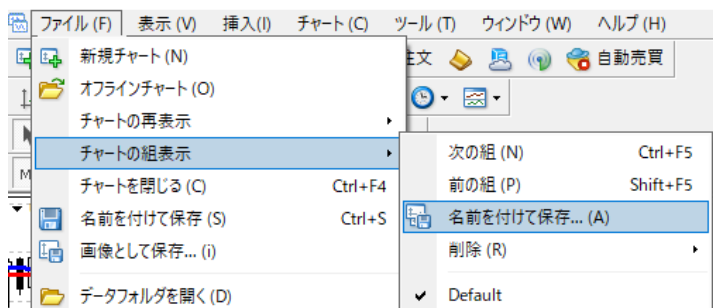 ファイル (F) 表示 (V) 挿入(I) チャート (C) ツール (T) ウィンドウ (W) ヘルプ (H)
新規チャート (N)
注文 自動売買
オフラインチャート (O)
チャートの再表示
チャートの組表示
次の組 (N) Ctrl+F5
チャートを閉じる (C) Ctrl+F4
前の組 (P) Shift+F5
名前を付けて保存 (S) Ctrl+S
名前を付けて保存... (A)
画像として保存... (i)
削除 (R)
データフォルダを開く (D)
Default